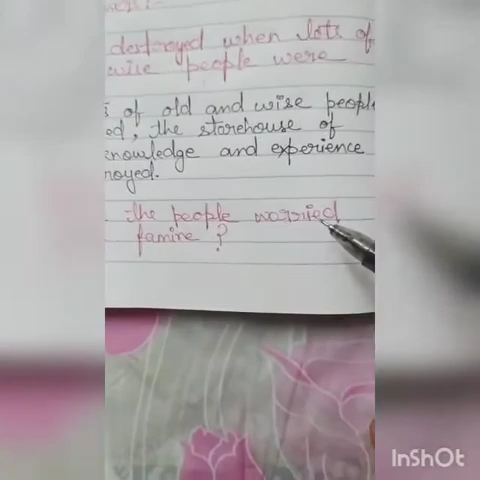 destroyed when lots of
wise people were
of old and wise people
ed, the storehouse of
knowledge and experience
royed.
the people worried
famine ?
InShOt